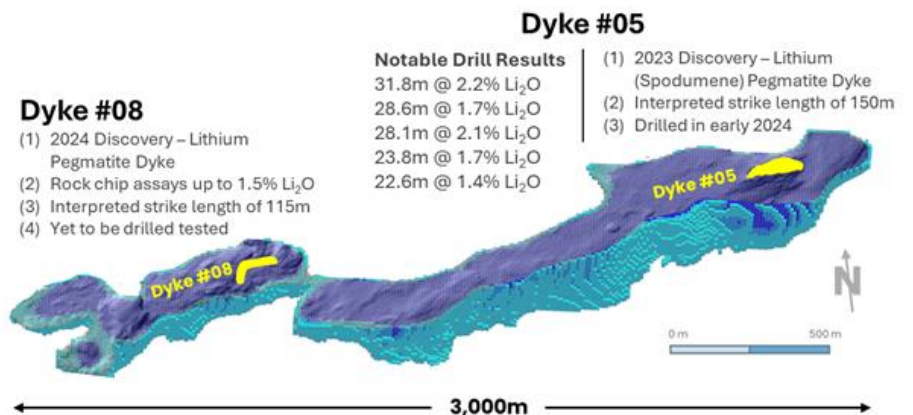 Dyke #05
Notable Drill Results
31.8m @ 2.2% Li₂O
28.6m @ 1.7% Li₂O
28.1m @ 2.1% Li₂O
23.8m @ 1.7% Li₂O
22.6m @ 1.4% Li₂O
(1) 2023 Discovery – Lithium
(Spodumene) Pegmatite Dyke
(2) Interpreted strike length of 150m
(3) Drilled in early 2024
Dyke #08
(1) 2024 Discovery – Lithium
Pegmatite Dyke
(2) Rock chip assays up to 1.5% Li₂O
(3) Interpreted strike length of 115m
(4) Yet to be drilled tested
Dyke #05
Dyke #08
N
0 m 500 m
3,000m